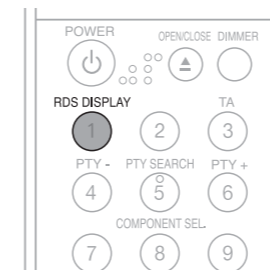 POWER OPEN/CLOSE DIMMER
RDS DISPLAY TA
1 2 3
PTY - PTY SEARCH PTY +
4 5 6
COMPONENT SEL.
7 8 9